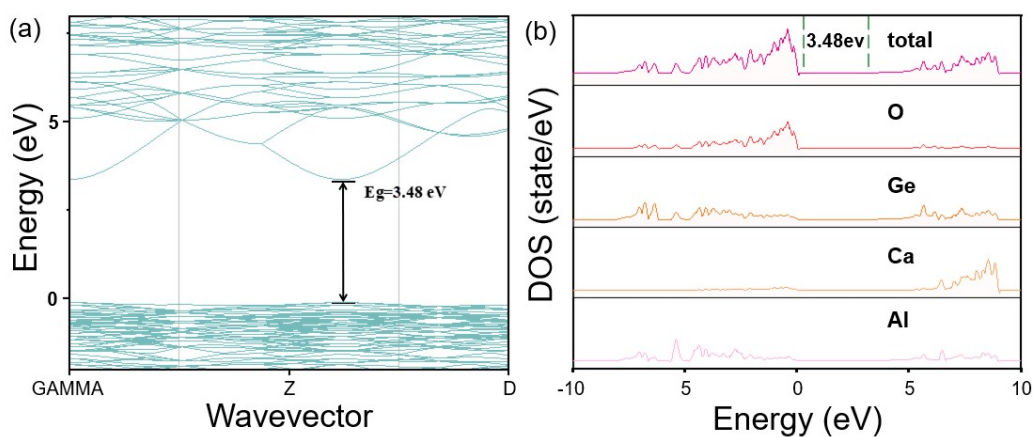 (a)
Energy (eV)
5
0
Eg=3.48 eV
GAMMA
Z
D
Wavevector
(b)
DOS (state/eV)
3.48ev
total
O
Ge
Ca
Al
-10
5
0
5
10
Energy (eV)